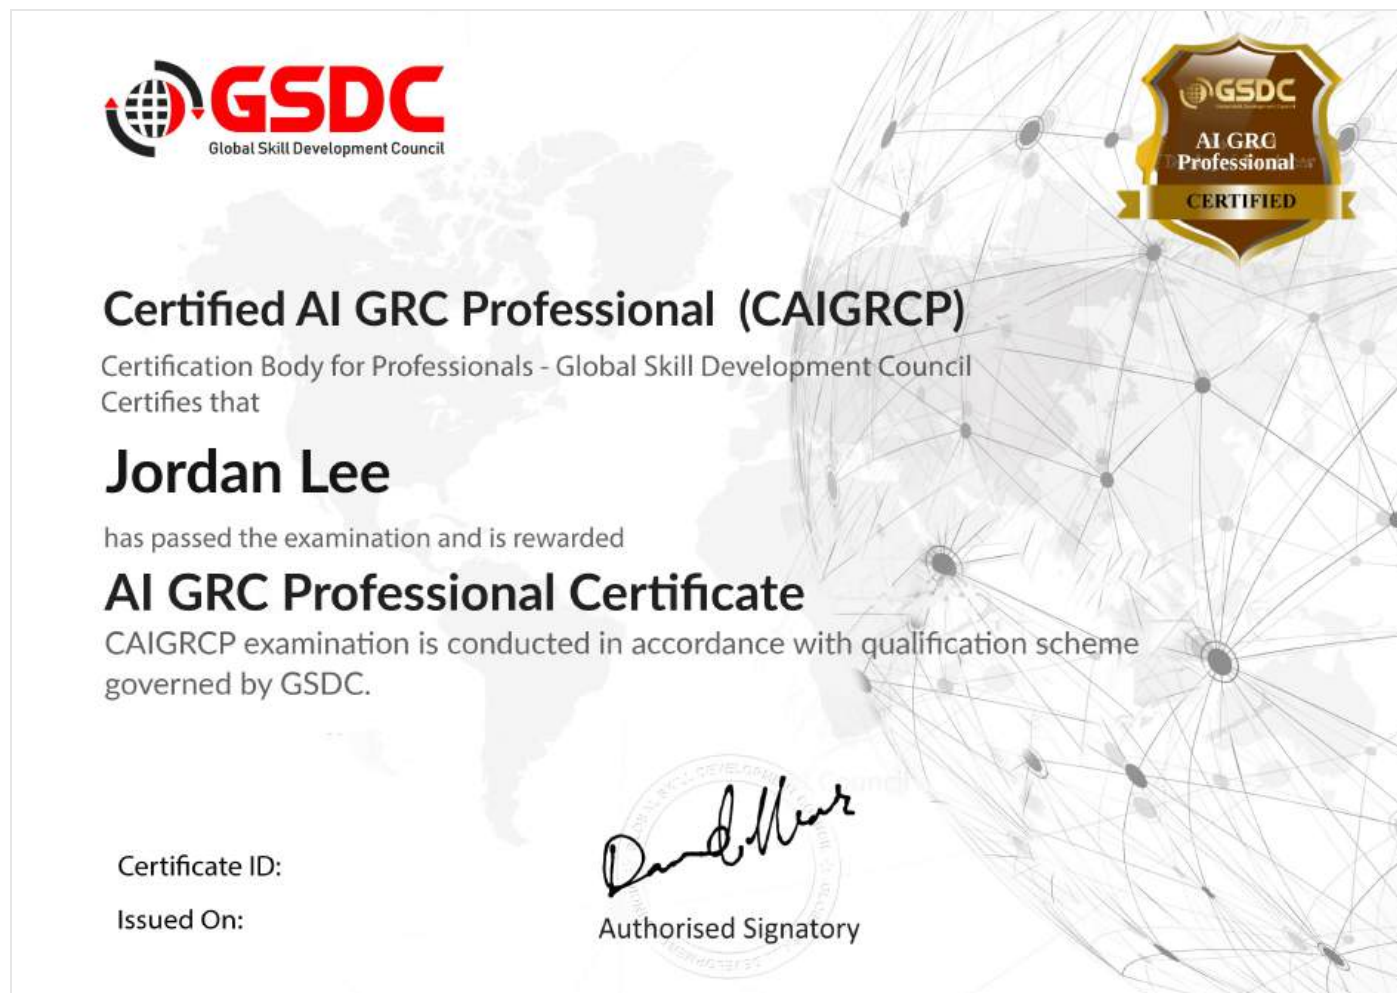 GSDC
Global Skill Development Council
GSDC
AI GRC
Professional
CERTIFIED
Certified AI GRC Professional (CAIGRCP)
Certification Body for Professionals - Global Skill Development Council
Certifies that
Jordan Lee
has passed the examination and is rewarded
AI GRC Professional Certificate
CAIGRCP examination is conducted in accordance with qualification scheme
governed by GSDC.
Certificate ID:
Issued On:
Authorised Signatory